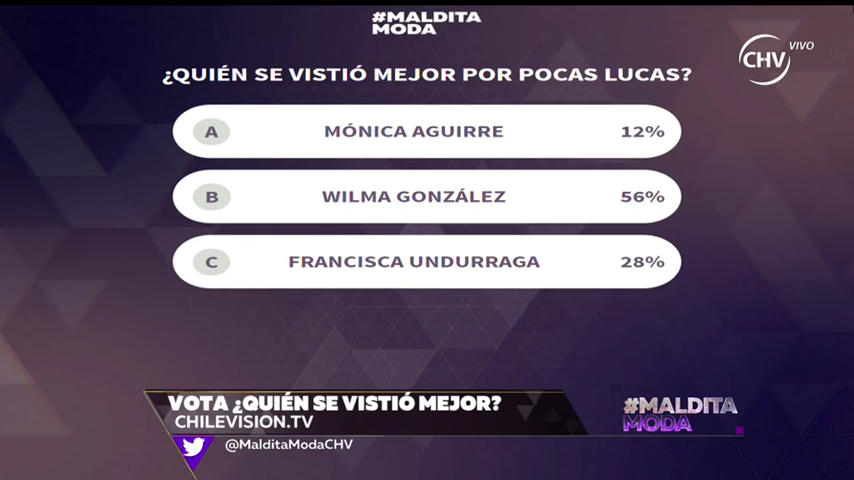 #MALDITA
MODA
CHV VIVO
¿QUIÉN SE VISTIÓ MEJOR POR POCAS LUCAS?
A MÓNICA AGUIRRE 12%
B WILMA GONZÁLEZ 56%
C FRANCISCA UNDURRAGA 28%
VOTA ¿QUIÉN SE VISTIÓ MEJOR?
CHILEVISION.TV
#MALDITA
MODA
@MalditaModaCHV